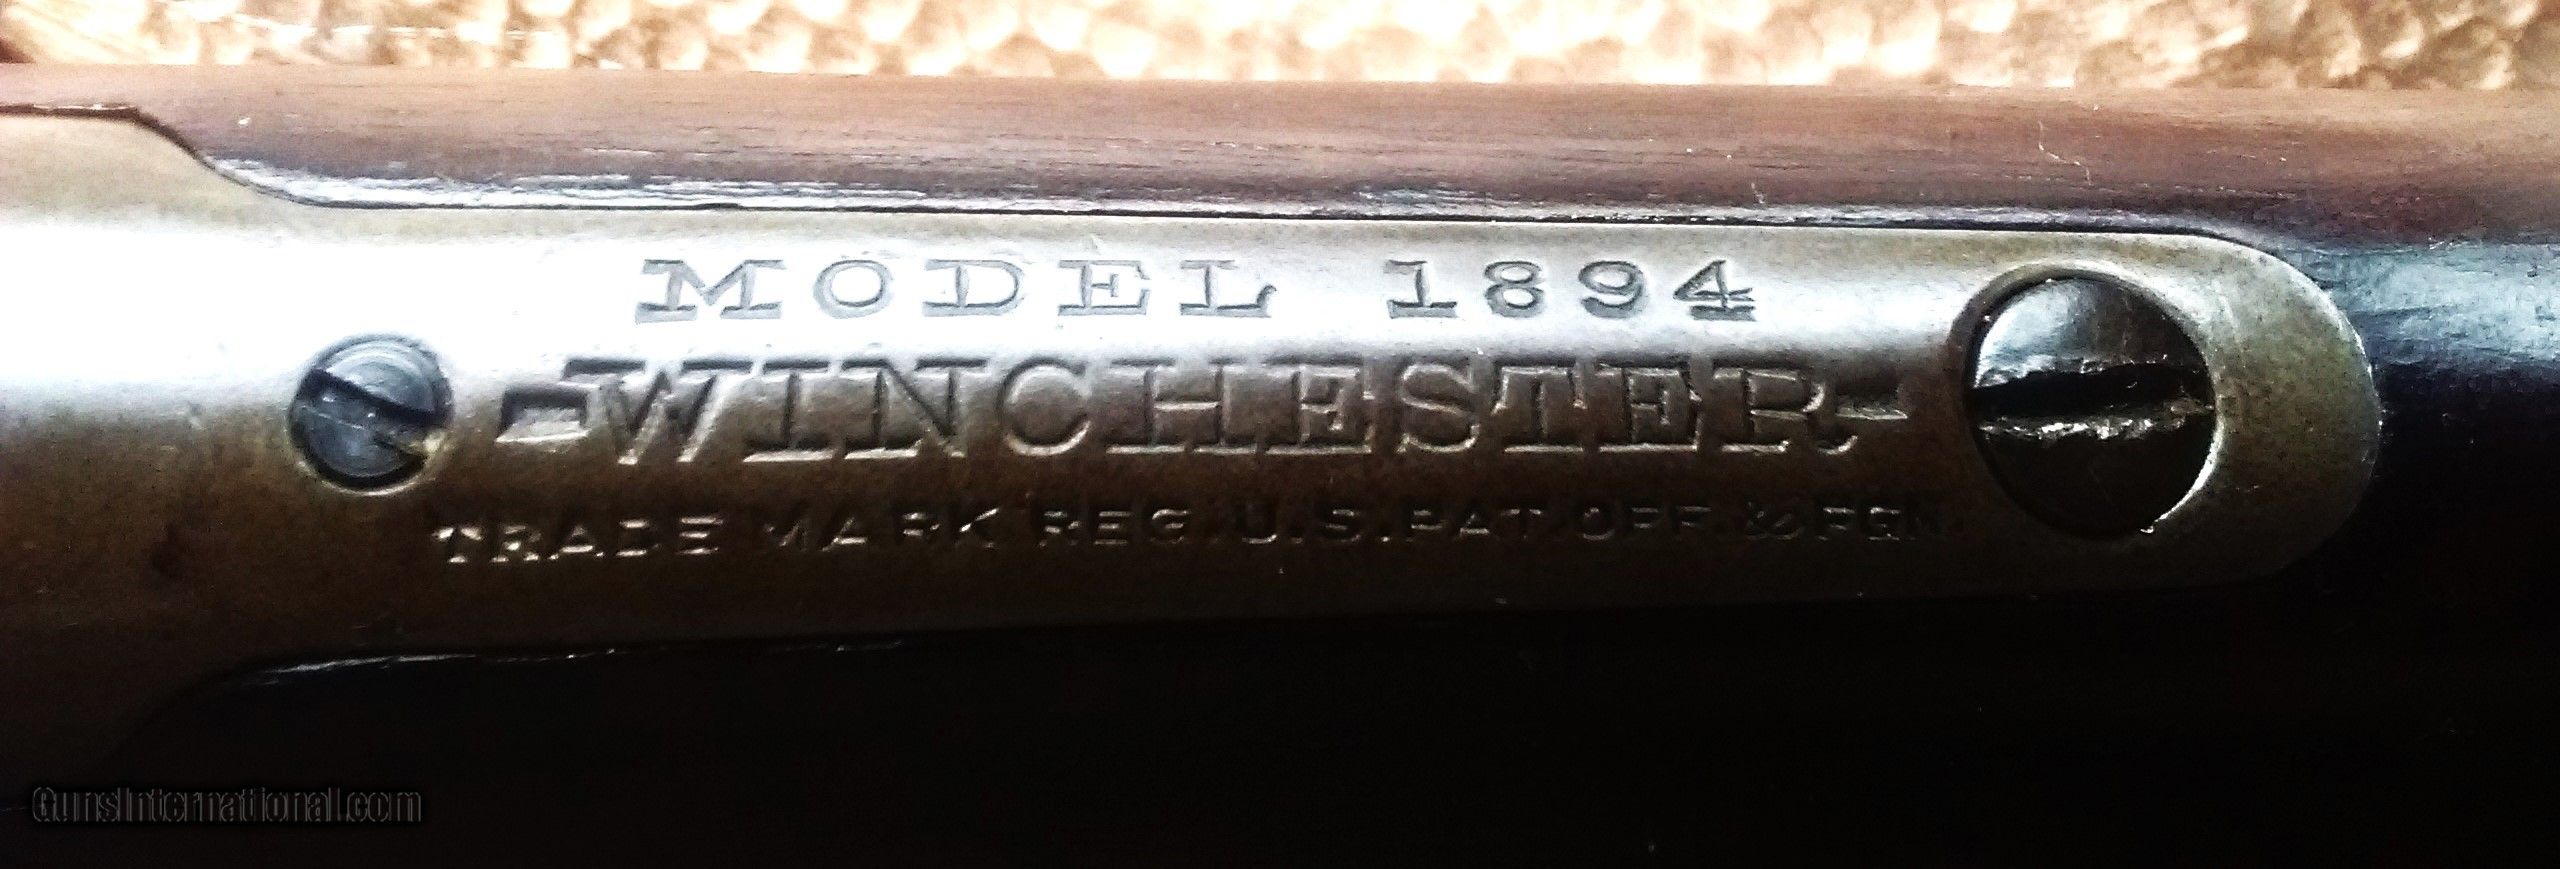 MODEL 1894
-WINCHESTER-
TRADE MARK REG. U.S. PAT. OFF. & FGN.
GunsInternational.com